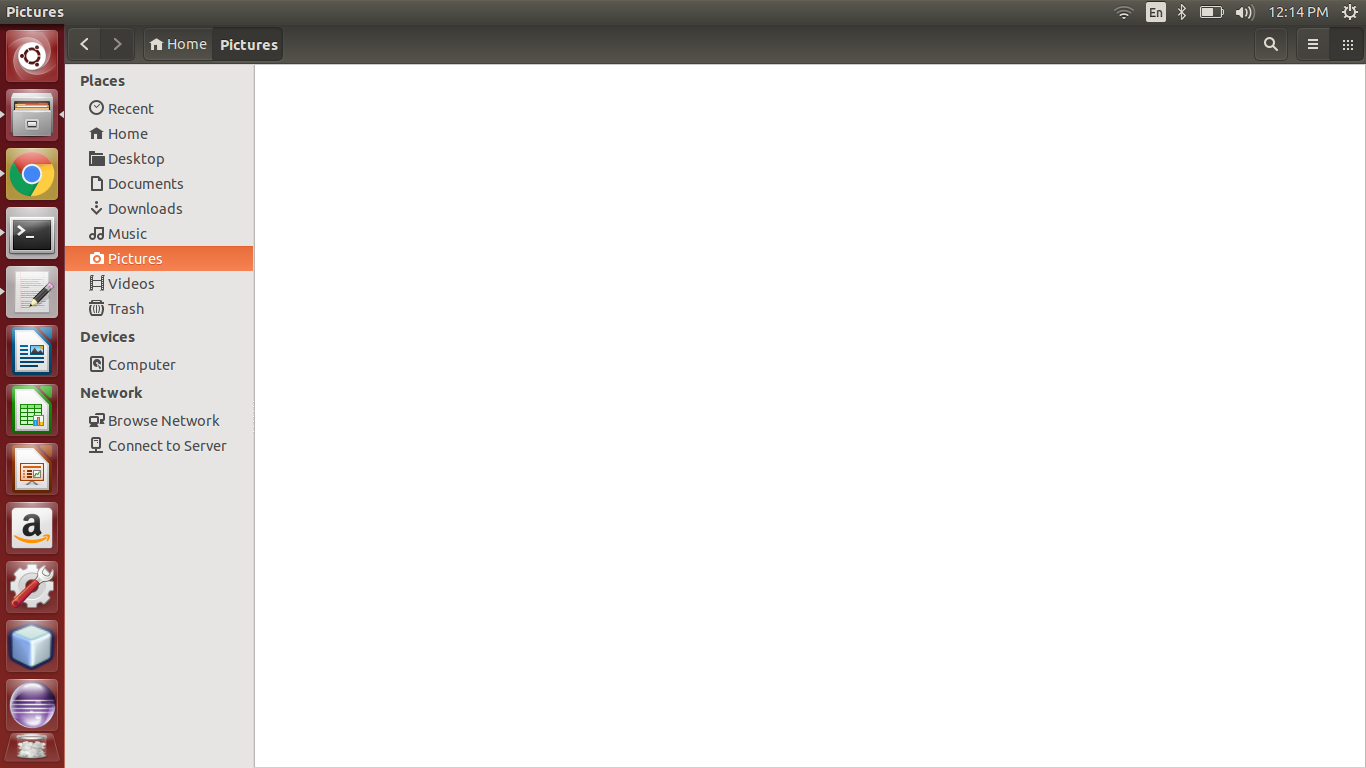 Pictures
En
12:14 PM
Home
Pictures
Places
Recent
Home
Desktop
Documents
Downloads
Music
Pictures
Videos
Trash
Devices
Computer
Network
Browse Network
Connect to Server
a